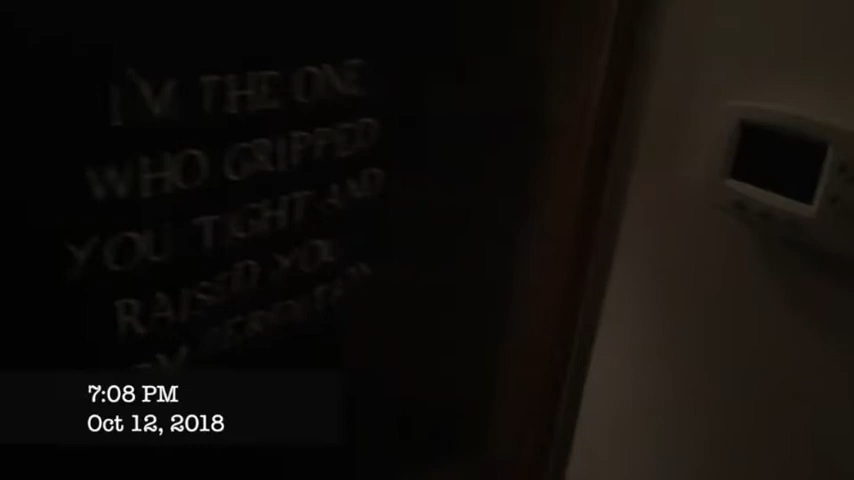 I'M THE ONE
WHO GRIPPED
YOU TIGHT AND
RAISED YOU
7:08 PM
Oct 12, 2018